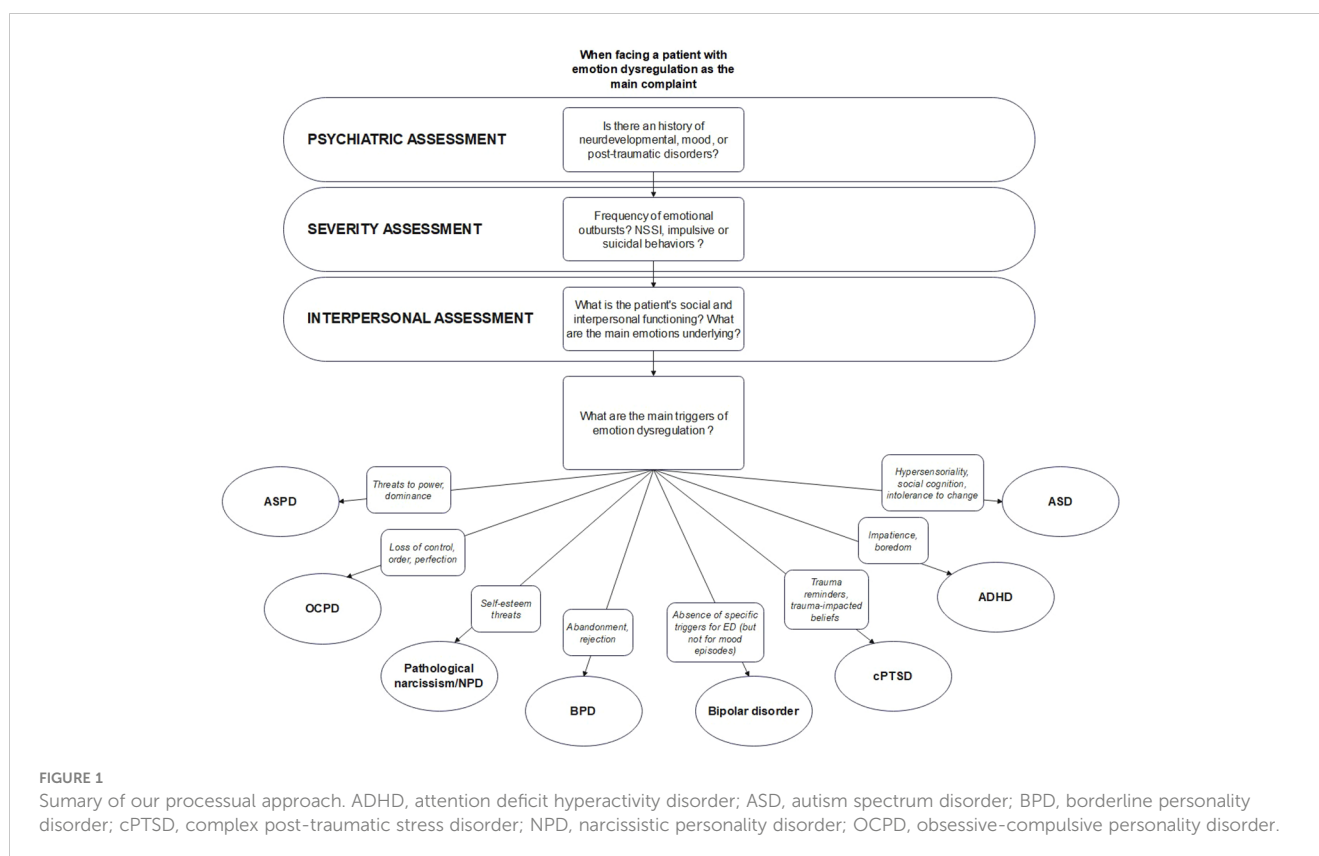 When facing a patient with
emotion dysregulation as the
main complaint
PSYCHIATRIC ASSESSMENT
Is there an history of
neurdevelopmental, mood, or
post-traumatic disorders?
SEVERITY ASSESSMENT
Frequency of emotional
outbursts? NSSI, impulsive or
suicidal behaviors ?
INTERPERSONAL ASSESSMENT
What is the patient's social and
interpersonal functioning? What
are the main emotions underlying?
What are the main triggers of
emotion dysregulation ?
ASPD
Threats to power,
dominance
Hypersensoriality,
social cognition,
intolerance to change
ASD
OCPD
Loss of control,
order, perfection
Impatience,
boredom
ADHD
Self-esteem
threats
Pathological
narcissism/NPD
Abandonment,
rejection
BPD
Absence of specific
triggers for ED (but
not for mood
episodes)
Bipolar disorder
Trauma
reminders,
trauma-impacted
beliefs
cPTSD
FIGURE 1
Sumary of our processual approach. ADHD, attention deficit hyperactivity disorder; ASD, autism spectrum disorder; BPD, borderline personality
disorder; cPTSD, complex post-traumatic stress disorder; NPD, narcissistic personality disorder; OCPD, obsessive-compulsive personality disorder.